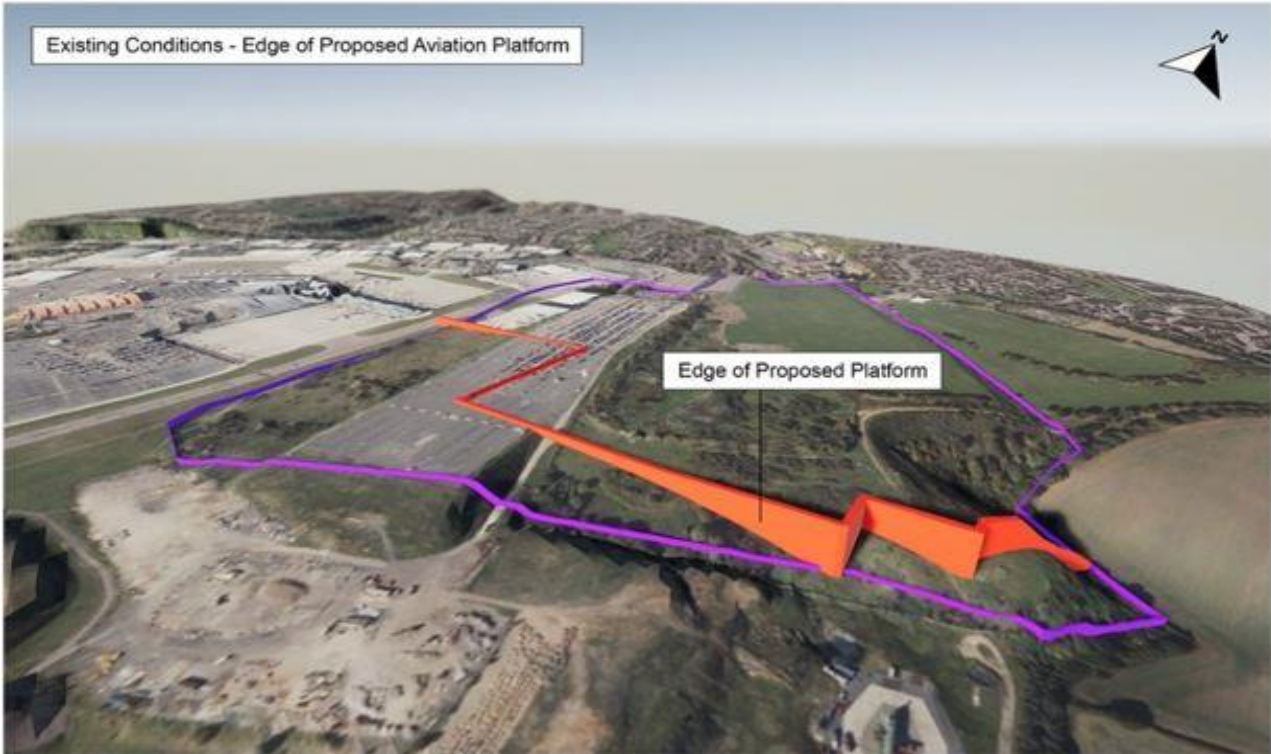 Existing Conditions - Edge of Proposed Aviation Platform
N
Edge of Proposed Platform